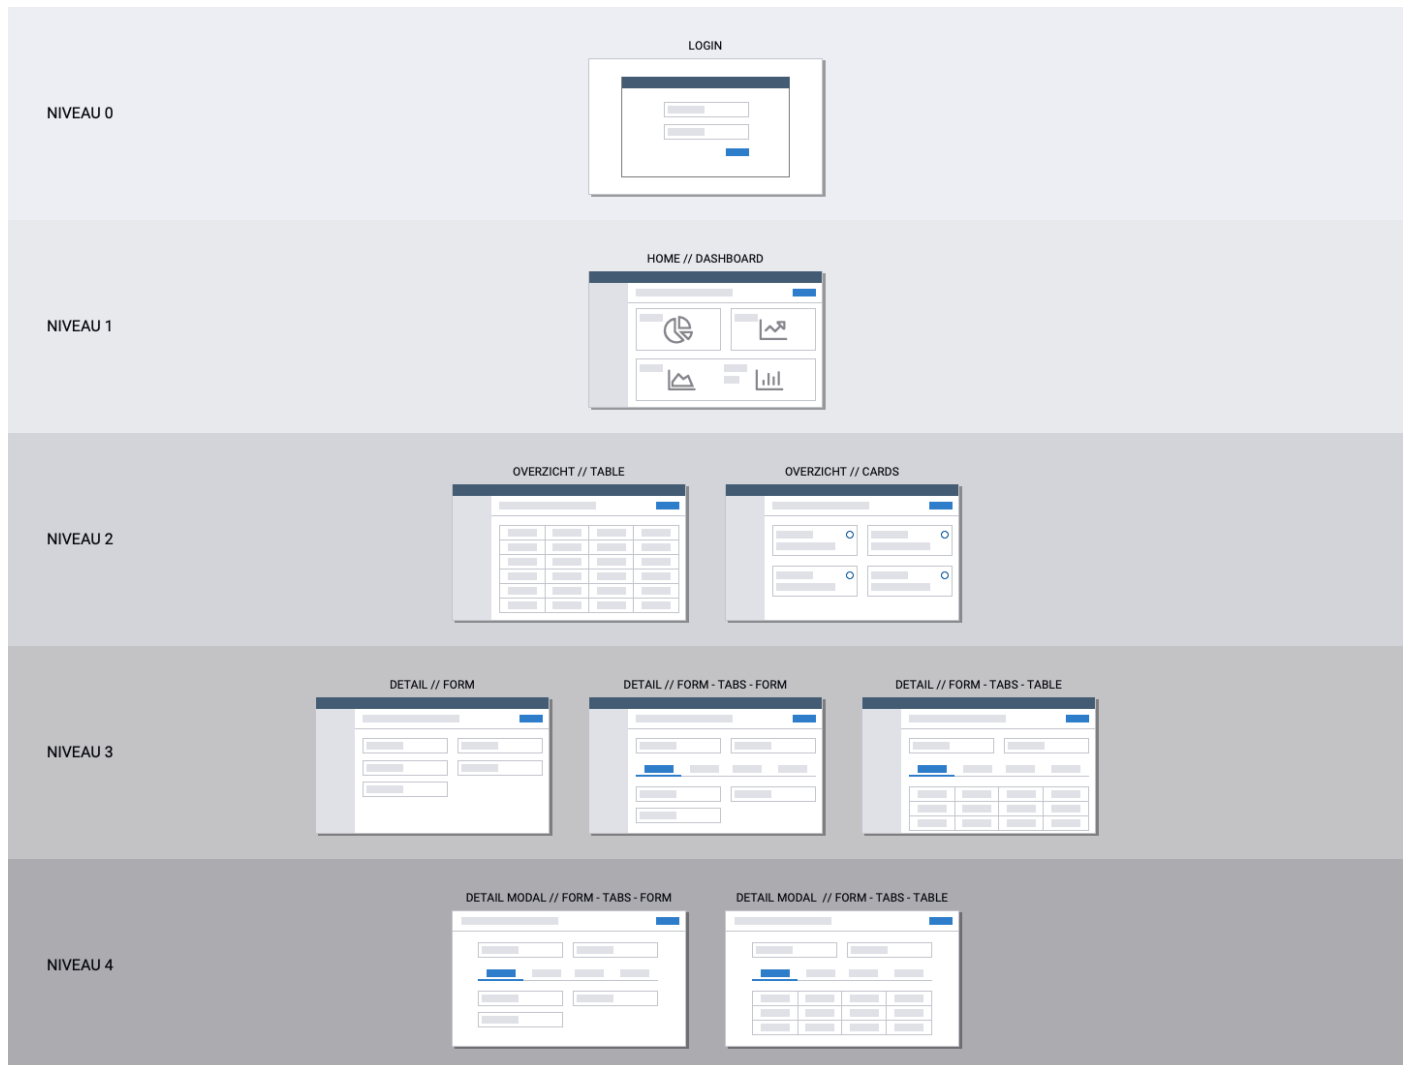 LOGIN
NIVEAU 0
HOME // DASHBOARD
NIVEAU 1
OVERZICHT // TABLE
OVERZICHT // CARDS
NIVEAU 2
DETAIL // FORM
DETAIL // FORM - TABS - FORM
DETAIL // FORM - TABS - TABLE
NIVEAU 3
DETAIL MODAL // FORM - TABS - FORM
DETAIL MODAL // FORM - TABS - TABLE
NIVEAU 4